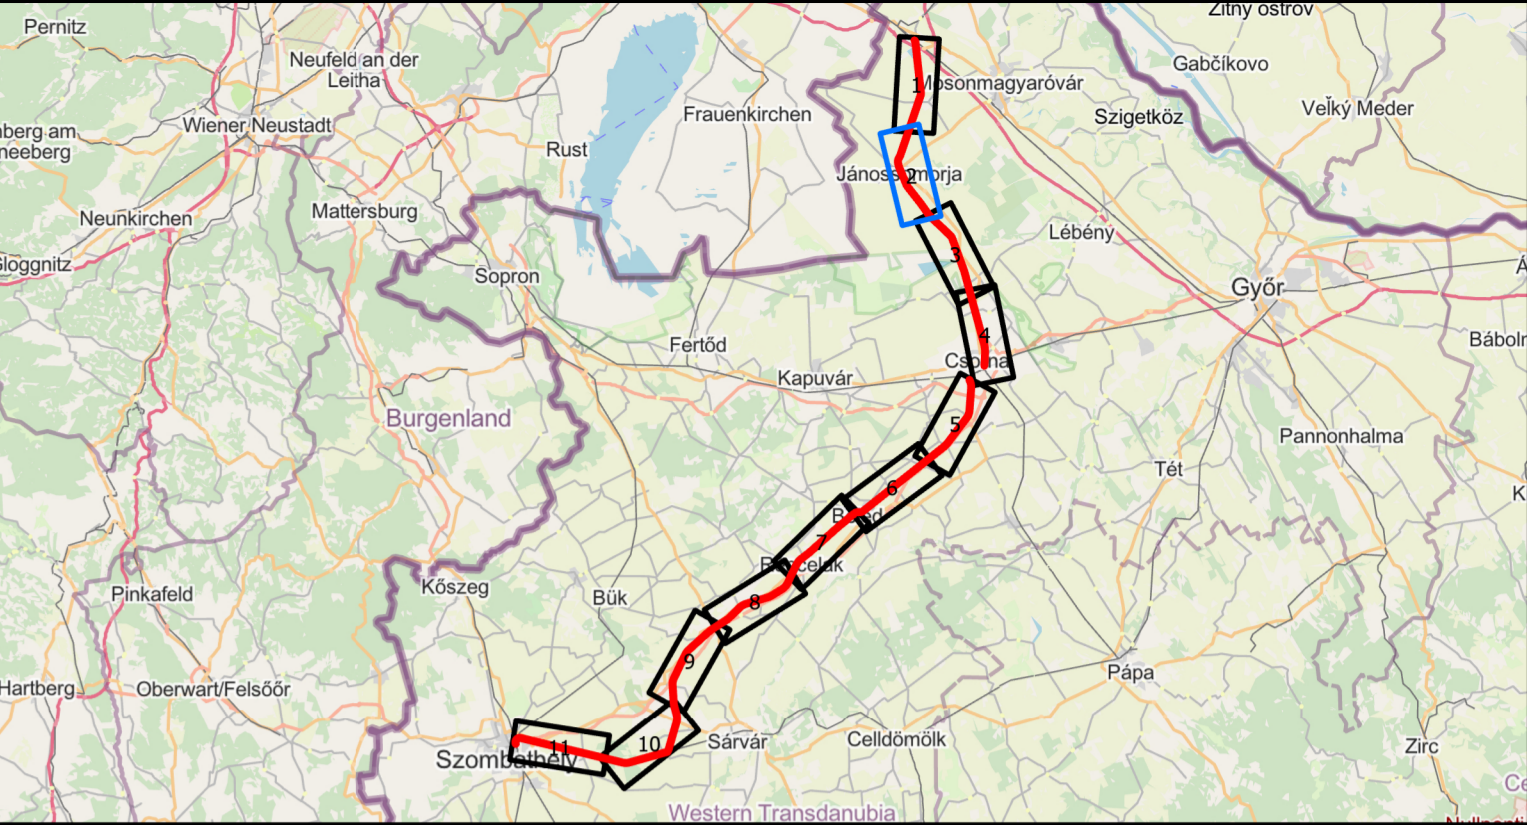 Pernitz
Žitný ostrov
Neufeld an der
Leitha
Gabčíkovo
1
Mosonmagyaróvár
Veľký Meder
Frauenkirchen
Szigetköz
Wiener Neustadt
Rust
2
Neunkirchen
Mattersburg
Lébény
3
Sopron
Győr
4
Fertőd
Csorna
Kapuvár
Burgenland
5
Pannonhalma
Tét
6
7
Kőszeg
Pinkafeld
Bük
8
9
Pápa
Hartberg
Oberwart/Felsőőr
10
11
Sárvár
Celldömölk
Zirc
Szombathely
Western Transdanubia